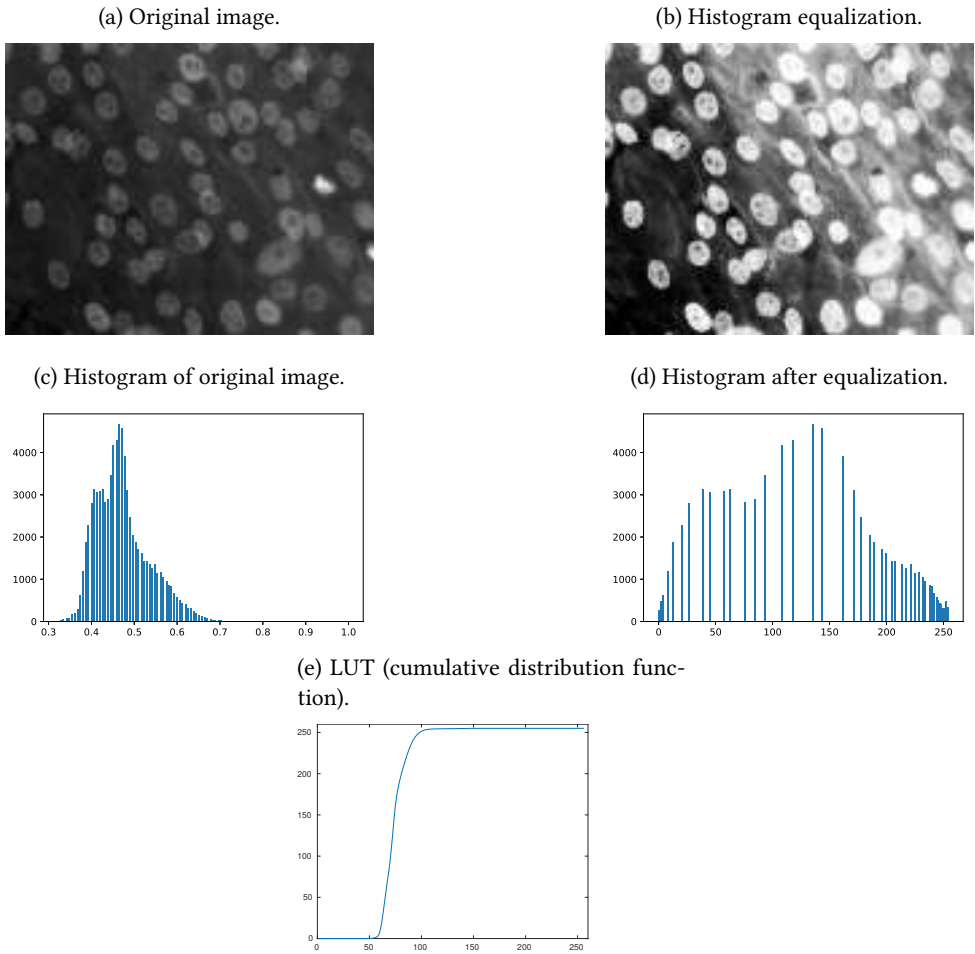 (a) Original image.
(b) Histogram equalization.
(c) Histogram of original image.
(d) Histogram after equalization.
4000
3000
2000
1000
0
0.3 0.4 0.5 0.6 0.7 0.8 0.9 1.0
4000
3000
2000
1000
0
0 50 100 150 200 250
(e) LUT (cumulative distribution func-
tion).
250
200
150
100
50
0
0 50 100 150 200 250